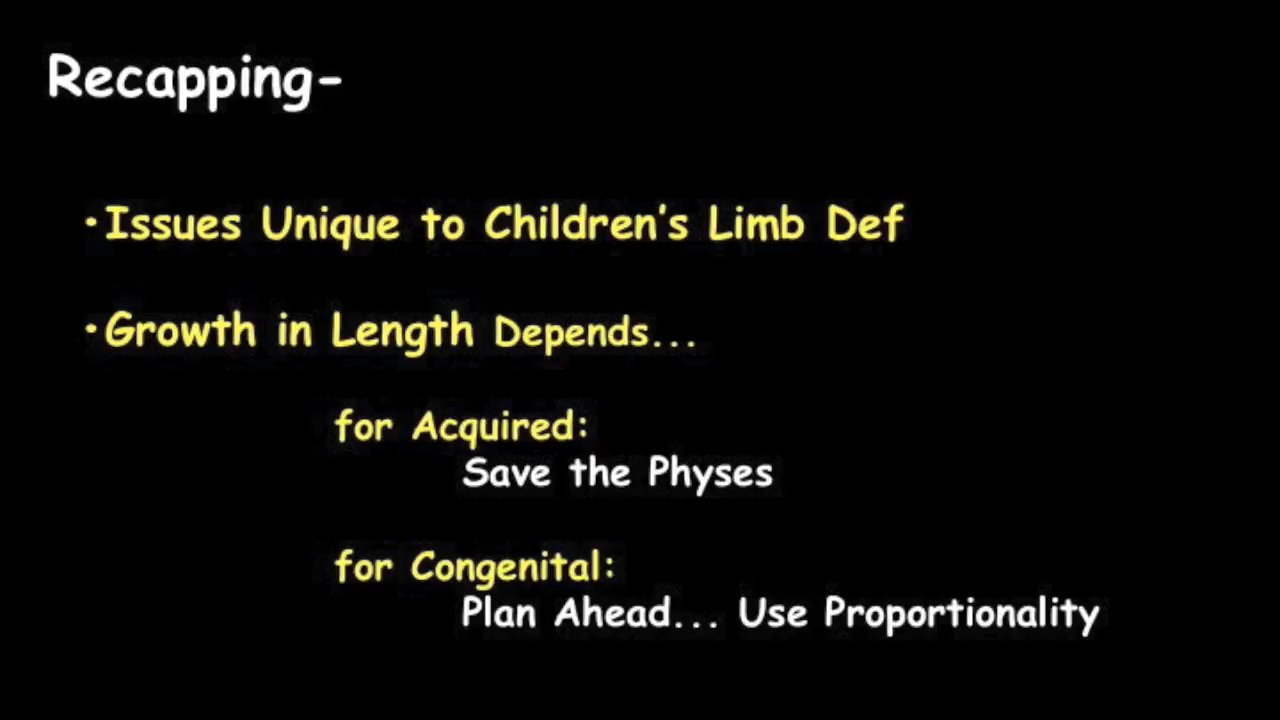 Recapping-
•Issues Unique to Children's Limb Def
•Growth in Length Depends...
for Acquired:
Save the Physes
for Congenital:
Plan Ahead... Use Proportionality